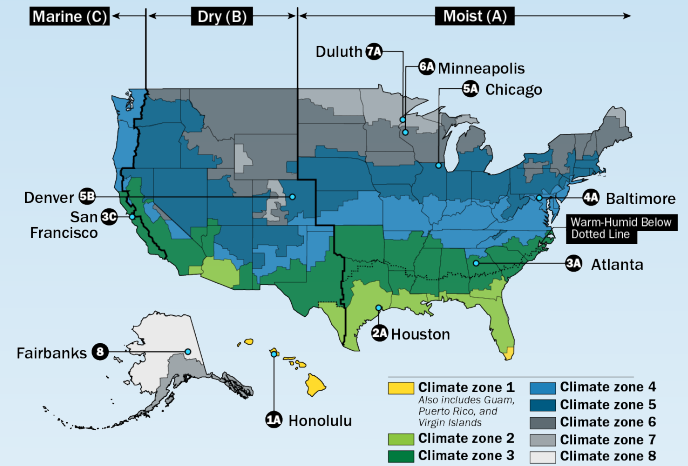 Marine (C)
Dry (B)
Moist (A)
Duluth 7A
6A Minneapolis
5A Chicago
Denver 5B
4A Baltimore
San
Francisco 3C
Warm-Humid Below
Dotted Line
3A Atlanta
2A Houston
Fairbanks 8
1A Honolulu
Climate zone 1
Also includes Guam,
Puerto Rico, and
Virgin Islands
Climate zone 2
Climate zone 3
Climate zone 4
Climate zone 5
Climate zone 6
Climate zone 7
Climate zone 8